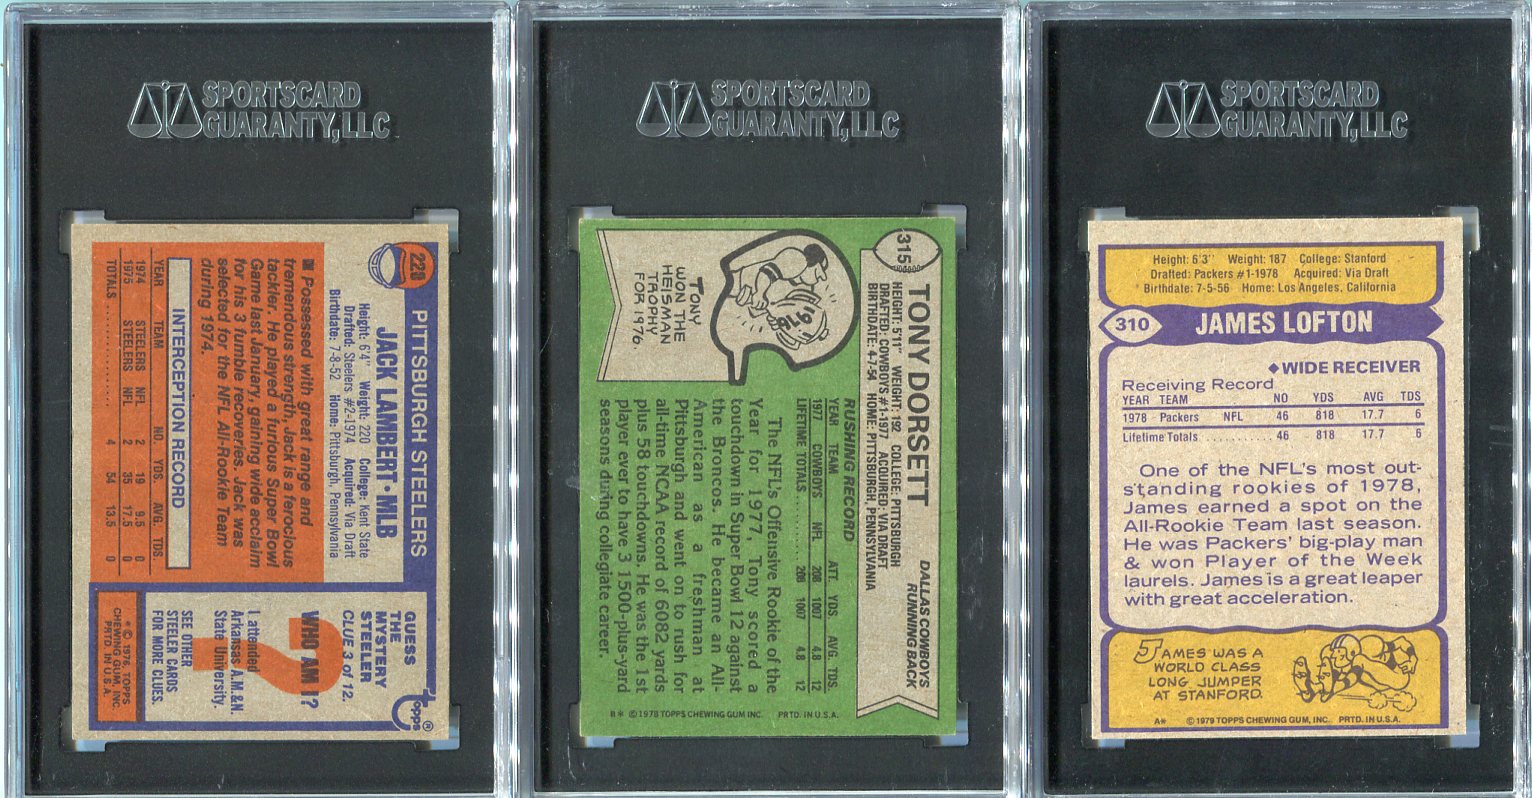 SPORTSCARD
GUARANTY, LLC
220
PITTSBURGH STEELERS
JACK LAMBERT • MLB
Height: 6'4" Weight: 220 College: Kent State
Drafted: Steelers #2-1974 Acquired: Via Draft
Birthdate: 7-8-52 Home: Pittsburgh, Pennsylvania
■ Possessed with great range and
tremendous strength, Jack is a ferocious
tackler. He played a furious Super Bowl
Game last January, gaining wide acclaim
for his 3 fumble recoveries. Jack was
selected for the NFL All-Rookie Team
during 1974.
INTERCEPTION RECORD
YEAR TEAM NO. YDS. AVG. TDS.
1974 STEELERS NFL 2 19 9.5 0
1975 STEELERS NFL 2 35 17.5 0
TOTALS .......... 4 54 13.5 0
GUESS
THE
MYSTERY
STEELER
CLUE 3 of 12.
WHO AM I?
?
I attended
Arkansas A.M.&N.
State University.
SEE OTHER
STEELER CARDS
FOR MORE CLUES.
Topps®
* © 1976 TOPPS
CHEWING GUM, INC.
PRTD. IN U.S.A.
SPORTSCARD
GUARANTY, LLC
315
TONY DORSETT
DALLAS COWBOYS
RUNNING BACK
HEIGHT: 5'11" WEIGHT: 192 COLLEGE: PITTSBURGH
DRAFTED: COWBOYS #1-1977 ACQUIRED: VIA DRAFT
BIRTHDATE: 4-7-54 HOME: PITTSBURGH, PENNSYLVANIA
RUSHING RECORD
YEAR TEAM ATT. YDS. AVG. TDS.
1977 COWBOYS NFL 208 1007 4.8 12
LIFETIME TOTALS ..... 208 1007 4.8 12
The NFL's Offensive Rookie of the
Year for 1977, Tony scored a
touchdown in Super Bowl 12 against
the Broncos. He became an All-
American as a freshman at
Pittsburgh and went on to rush for
all-time NCAA record of 6082 yards
plus 58 touchdowns. He was the 1st
player ever to have 3 1500-plus-yard
seasons during collegiate career.
1976
TONY
WON THE
HEISMAN
TROPHY
FOR 1976.
B* © 1978 TOPPS CHEWING GUM INC. PRTD. IN U.S.A.
SPORTSCARD
GUARANTY, LLC
Height: 6'3" Weight: 187 College: Stanford
Drafted: Packers #1-1978 Acquired: Via Draft
Birthdate: 7-5-56 Home: Los Angeles, California
310 JAMES LOFTON
◆WIDE RECEIVER
Receiving Record
YEAR TEAM NO YDS AVG TDS
1978 Packers NFL 46 818 17.7 6
Lifetime Totals .......... 46 818 17.7 6
One of the NFL's most out-
standing rookies of 1978,
James earned a spot on the
All-Rookie Team last season.
He was Packers' big-play man
& won Player of the Week
laurels. James is a great leaper
with great acceleration.
JAMES WAS A
WORLD CLASS
LONG JUMPER
AT STANFORD.
A* © 1979 TOPPS CHEWING GUM, INC. PRTD. IN U.S.A.